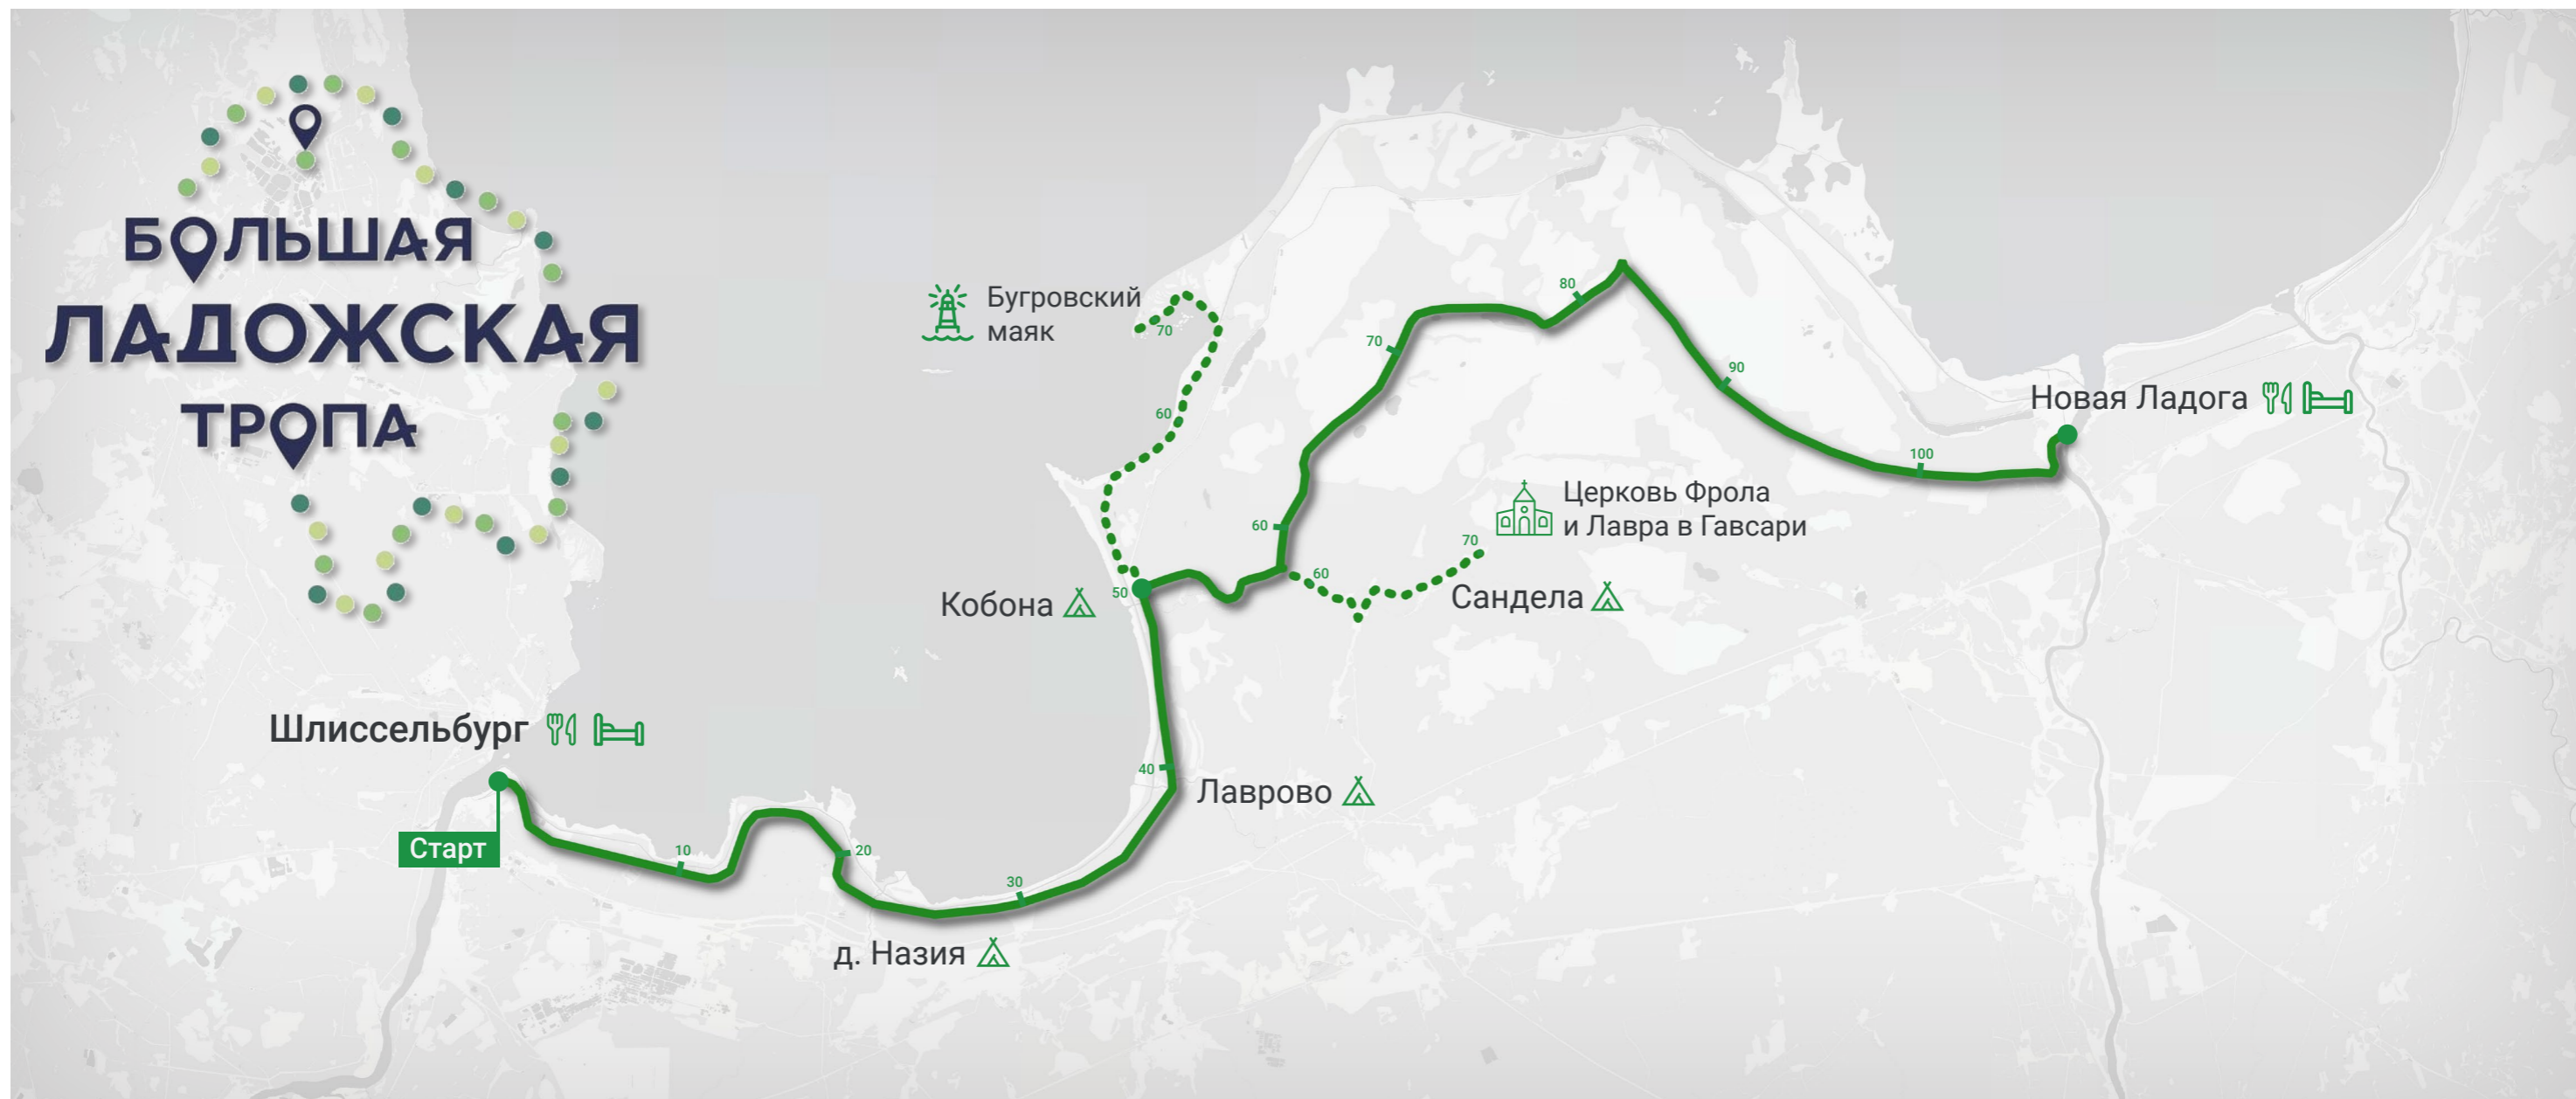 БОЛЬШАЯ
ЛАДОЖСКАЯ
ТРОПА
Бугровский
маяк
70
60
80
70
90
Новая Ладога
100
Церковь Фрола
и Лавра в Гавсари
60
70
60
Сандела
50
Кобона
Шлиссельбург
40
Лаврово
Старт
10
20
30
д. Назия